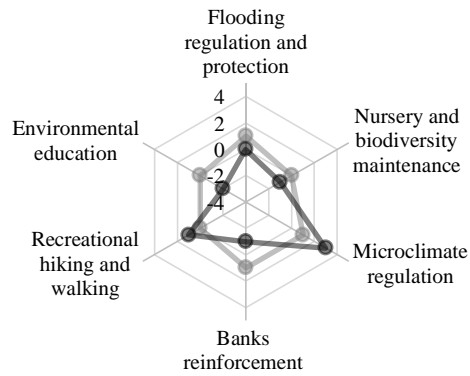 Flooding
regulation and
protection
4
2
0
-2
-4
Nursery and
biodiversity
maintenance
Microclimate
regulation
Banks
reinforcement
Recreational
hiking and
walking
Environmental
education